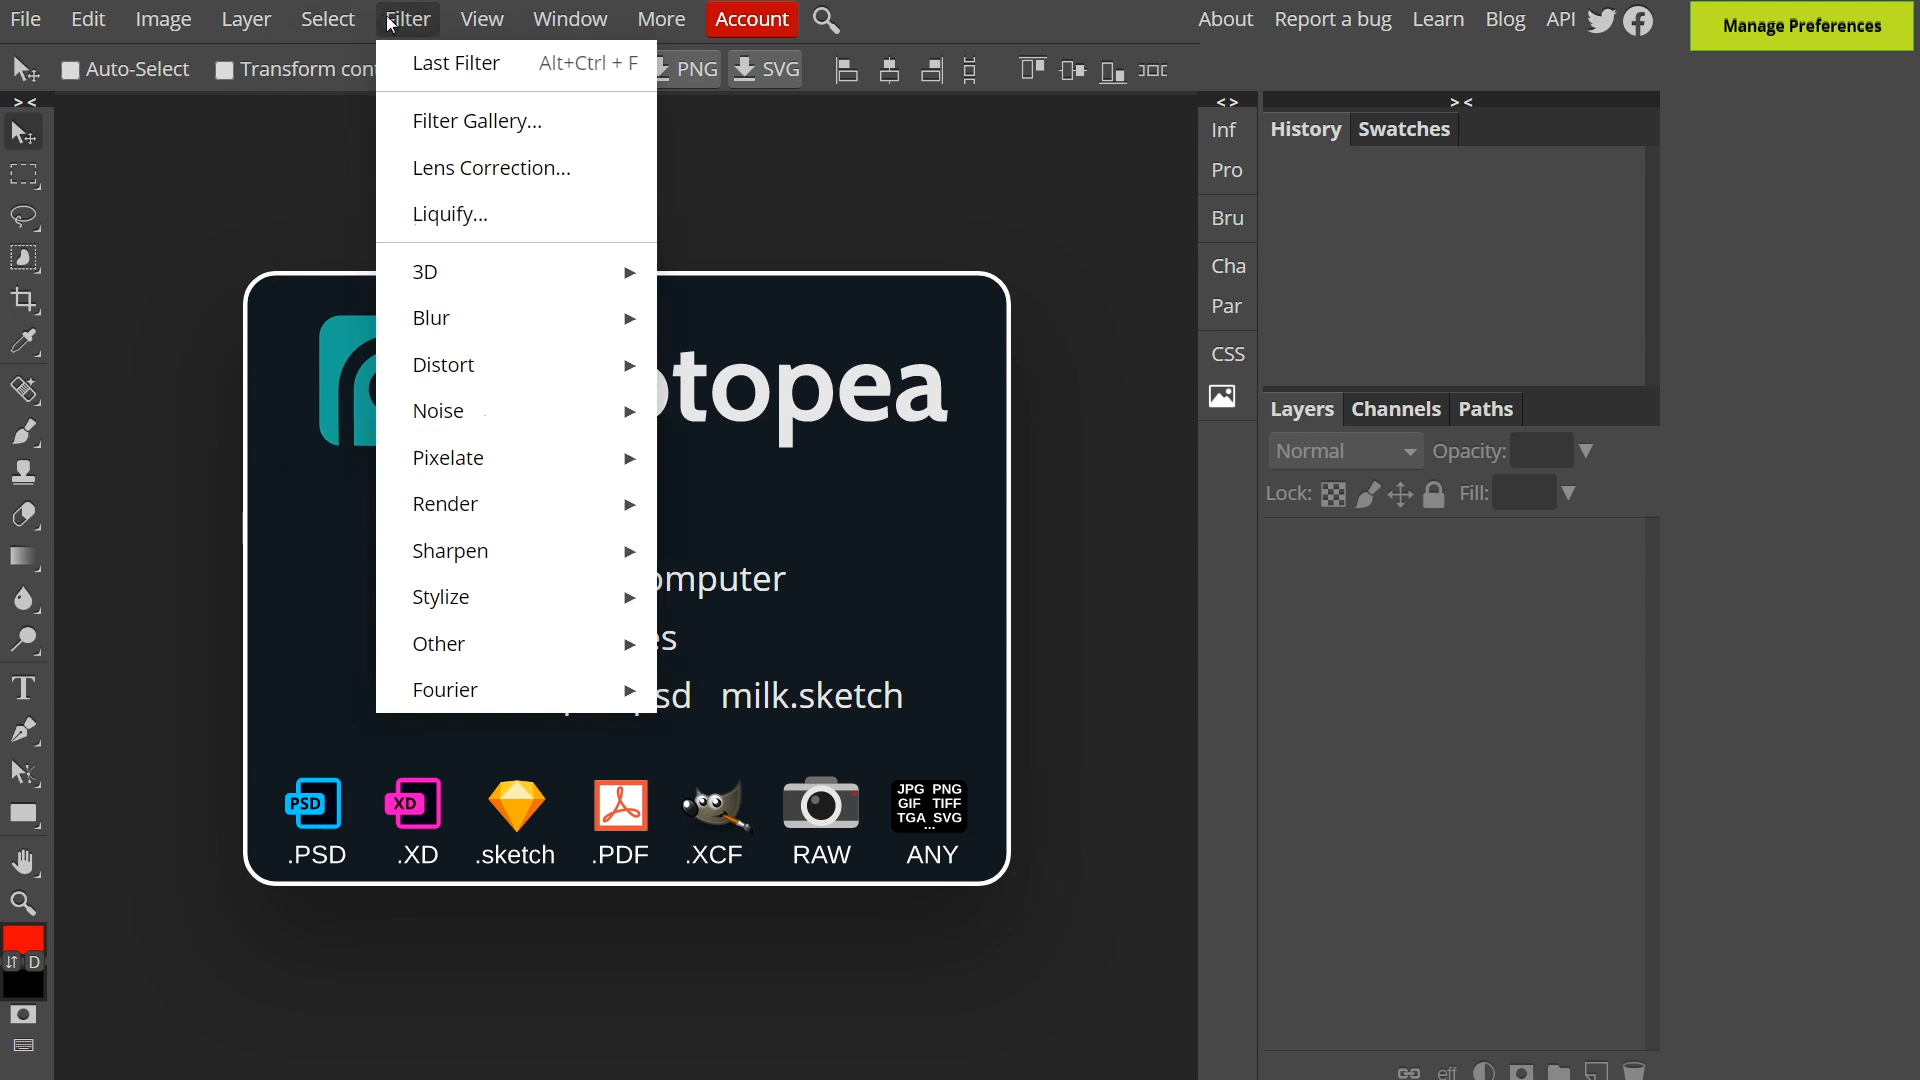 File Edit Image Layer Select Filter View Window More Account
About Report a bug Learn Blog API
Manage Preferences
Auto-Select Transform cont PNG SVG
Last Filter Alt+Ctrl + F
Filter Gallery...
Lens Correction...
Liquify...
3D
Blur
Distort
Noise
Pixelate
Render
Sharpen
Stylize
Other
Fourier
otopea
omputer
es
sd milk.sketch
PSD XD JPG PNG
GIF TIFF
TGA SVG
...
.PSD .XD .sketch .PDF .XCF RAW ANY
> <
T
D
< >
Inf
Pro
Bru
Cha
Par
CSS
> <
History Swatches
Layers Channels Paths
Normal Opacity:
Lock: Fill:
eff